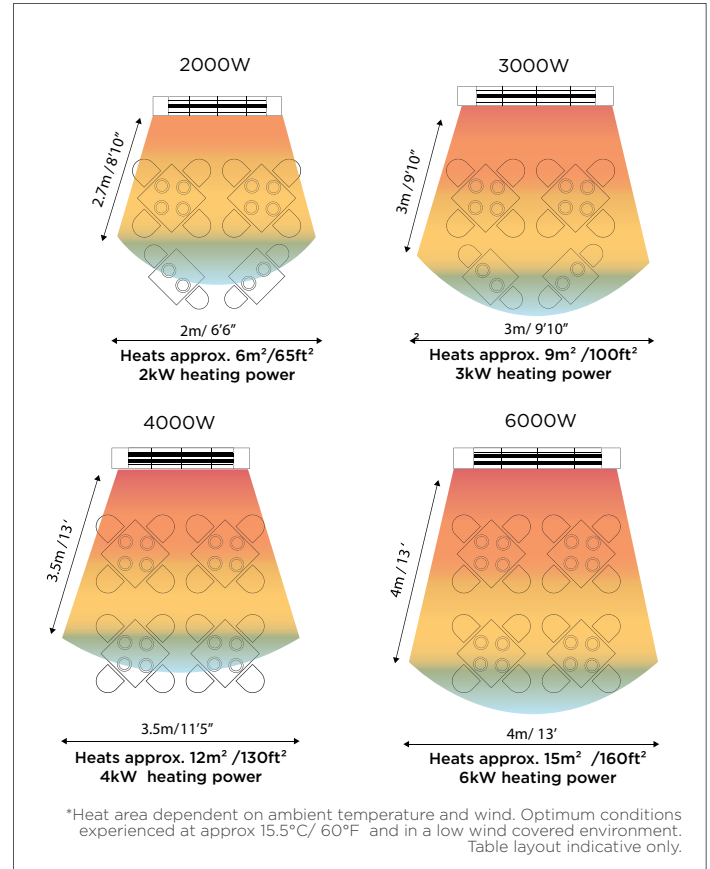 2000W
2.7m /8'10"
2m/ 6'6"
Heats approx. 6m²/65ft²
2kW heating power
3000W
3m /9'10"
3m/ 9'10"
2
Heats approx. 9m² /100ft²
3kW heating power
4000W
3.5m /13'
3.5m/11'5"
Heats approx. 12m² /130ft²
4kW heating power
6000W
4m / 13'
4m/ 13'
Heats approx. 15m² /160ft²
6kW heating power
*Heat area dependent on ambient temperature and wind. Optimum conditions
experienced at approx 15.5°C/ 60°F and in a low wind covered environment.
Table layout indicative only.